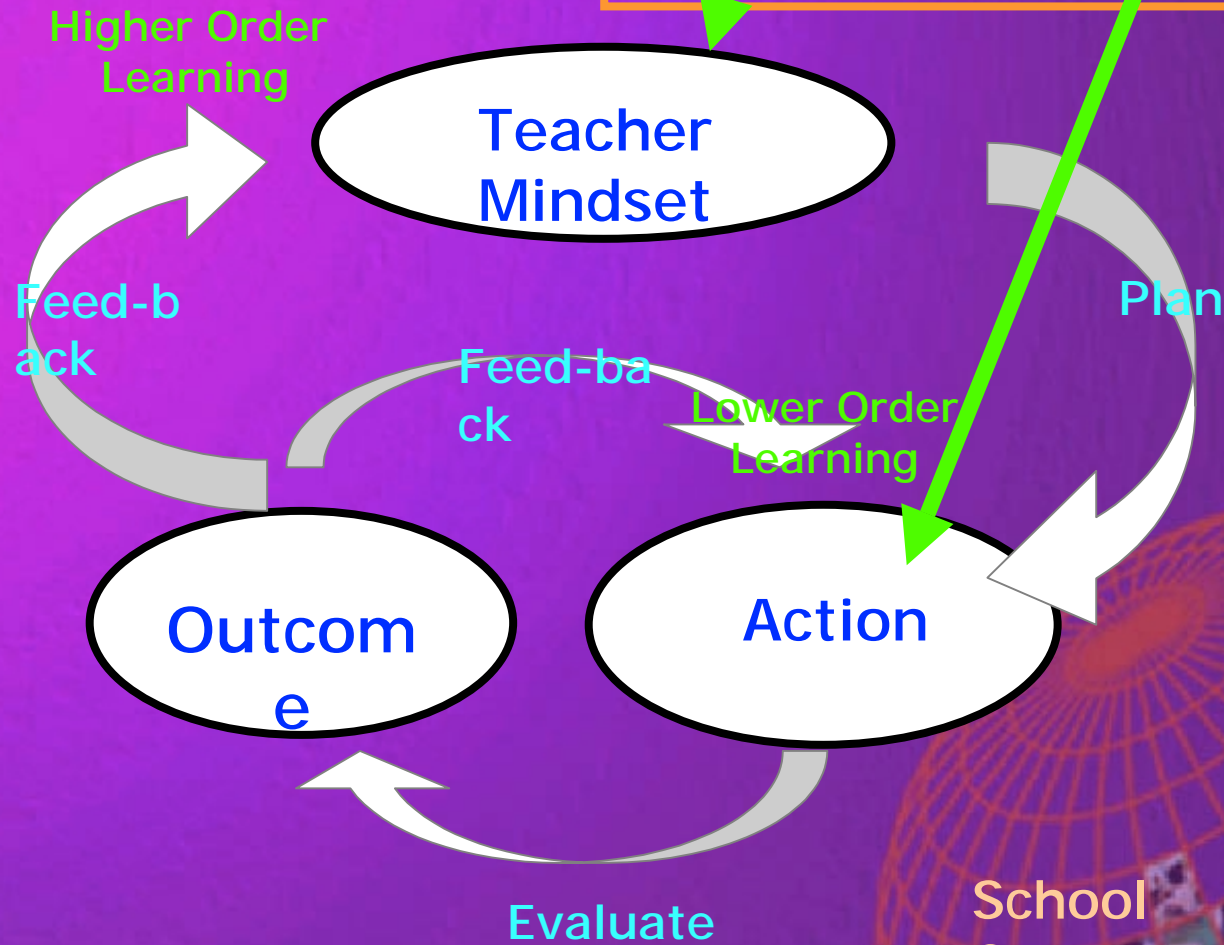 Higher Order
Learning
Teacher
Mindset
Feed-b
ack
Plan
Feed-ba
ck
Lower Order
Learning
Outcom
e
Action
Evaluate
School